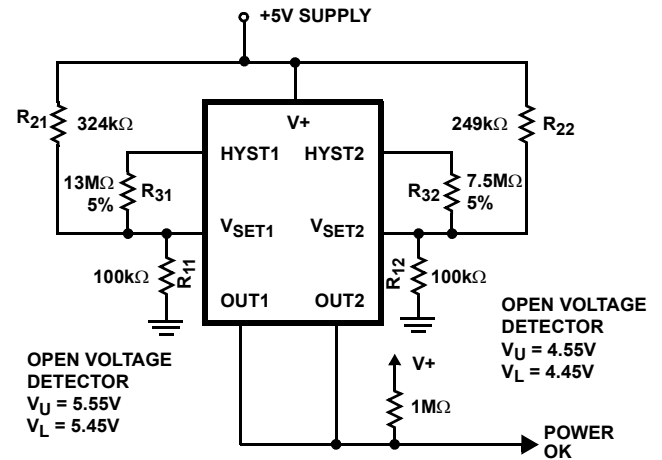 +5V SUPPLY
R21
324kΩ
V+
249kΩ
R22
HYST1
HYST2
13MΩ
5%
R31
R32
7.5MΩ
5%
VSET1
VSET2
100kΩ
R11
R12
100kΩ
OUT1
OUT2
OPEN VOLTAGE
DETECTOR
VU = 5.55V
VL = 5.45V
OPEN VOLTAGE
DETECTOR
VU = 4.55V
VL = 4.45V
V+
1MΩ
POWER
OK